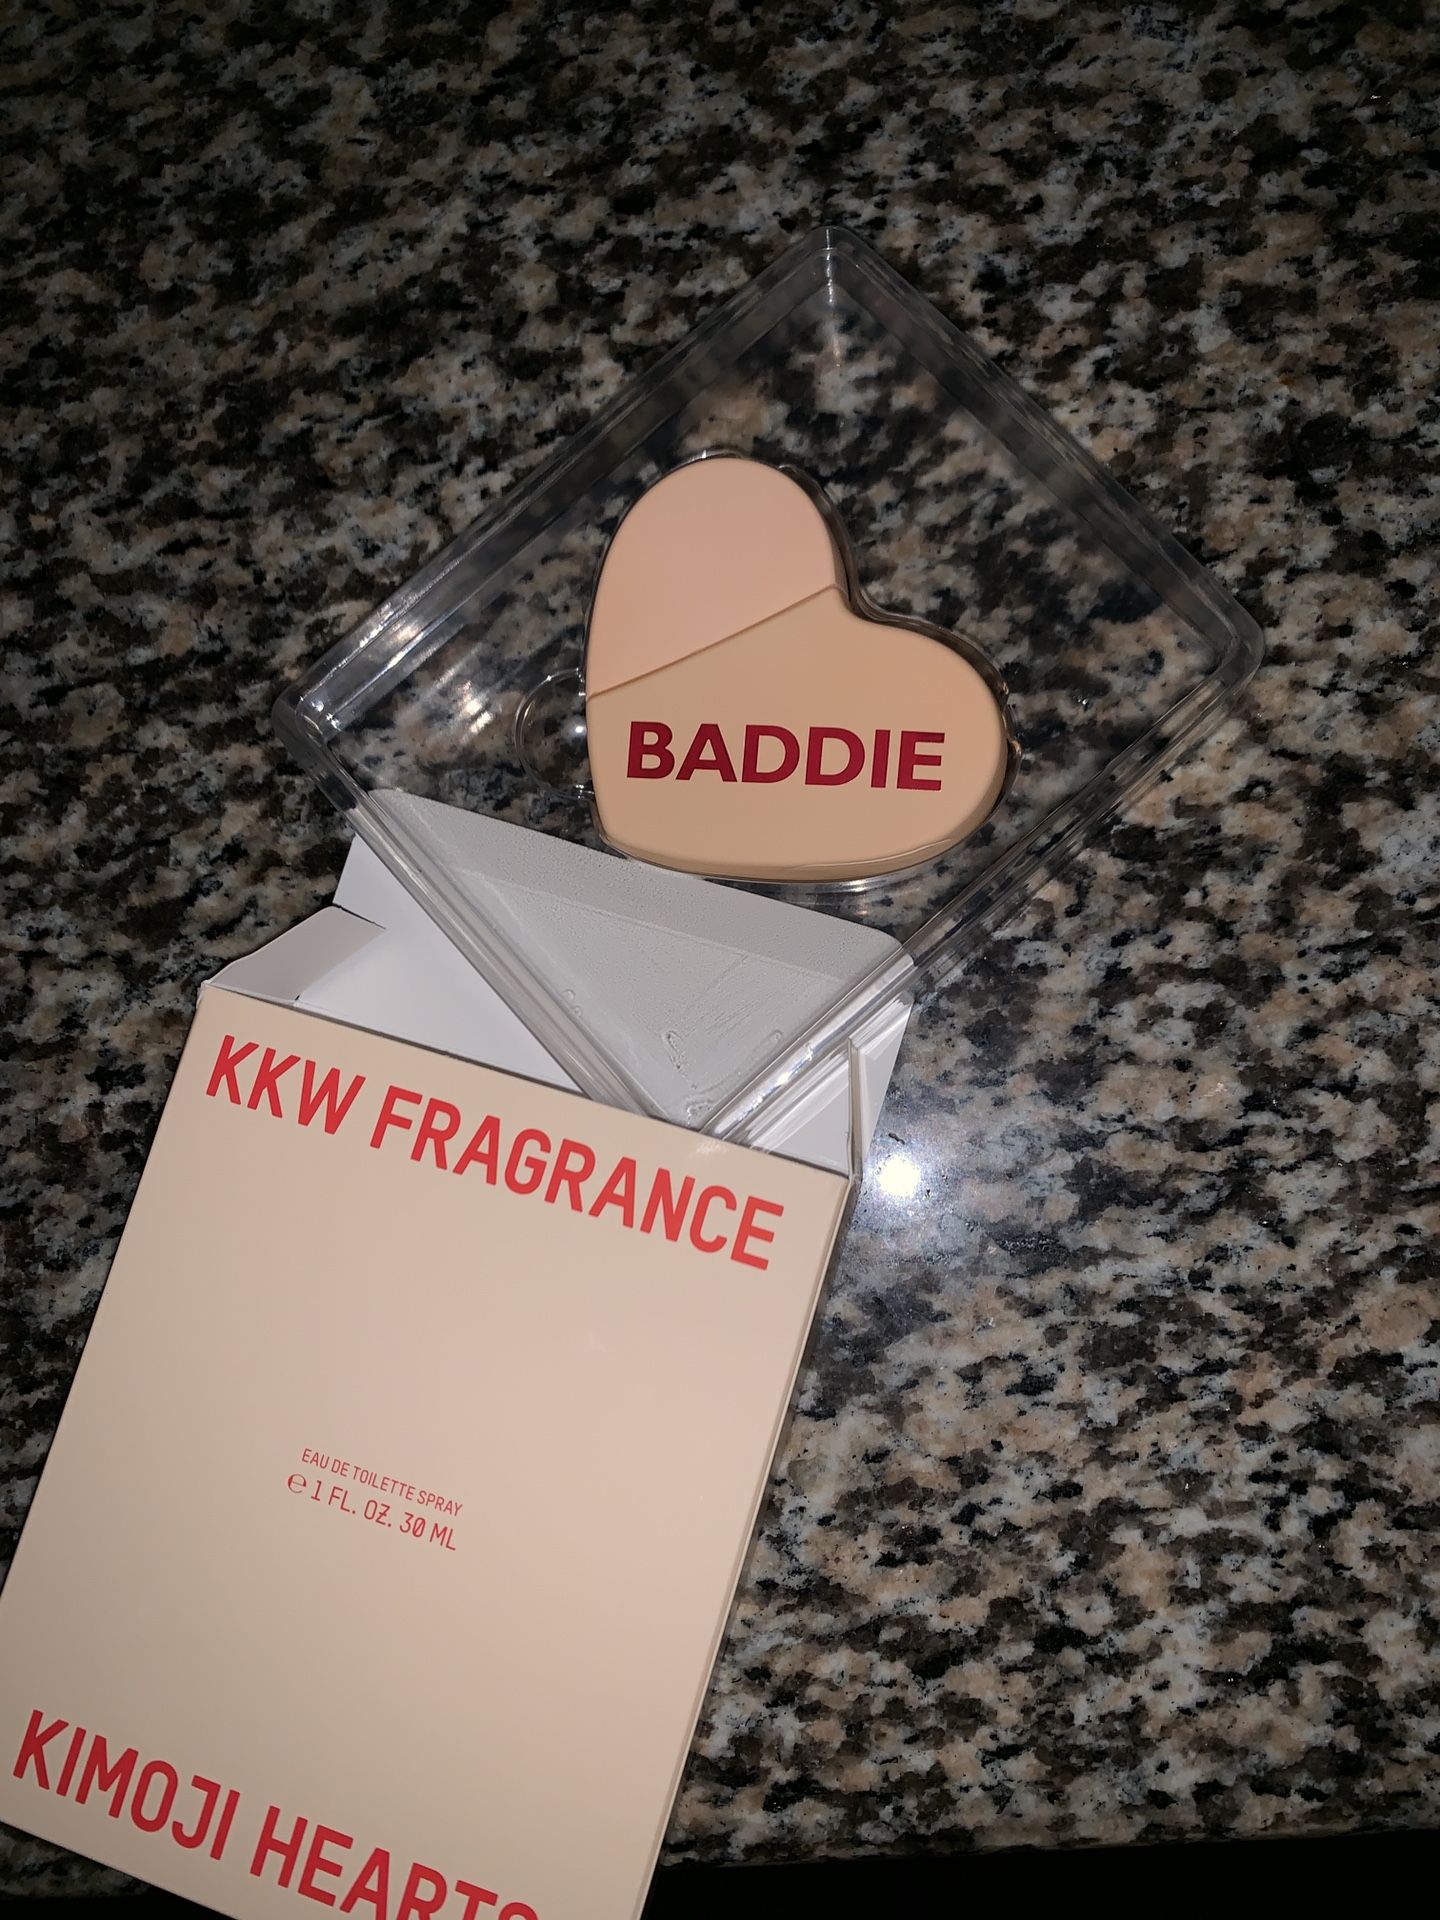 BADDIE
KKW FRAGRANCE
EAU DE TOILETTE SPRAY
℮ 1 FL. OZ. 30 ML
KIMOJI HEARTS